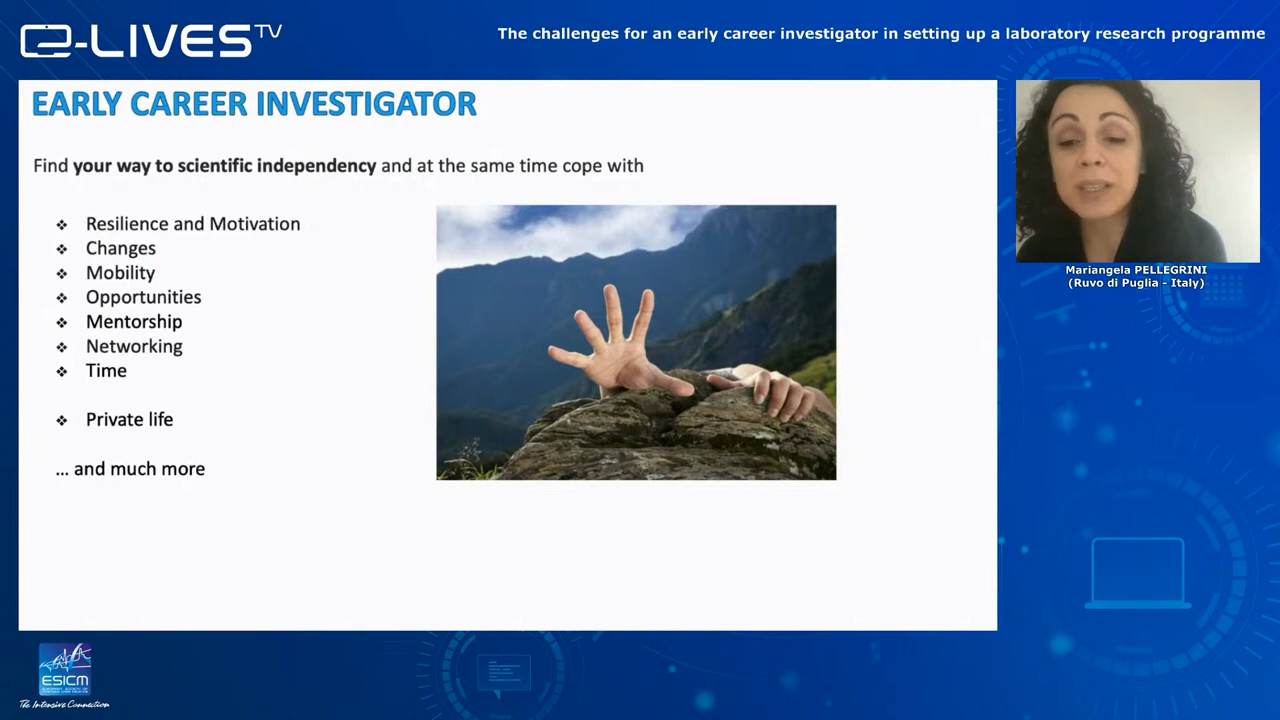 e-LIVES TV
The challenges for an early career investigator in setting up a laboratory research programme
EARLY CAREER INVESTIGATOR
Find your way to scientific independency and at the same time cope with
❖ Resilience and Motivation
❖ Changes
❖ Mobility
❖ Opportunities
❖ Mentorship
❖ Networking
❖ Time
❖ Private life
... and much more
Mariangela PELLEGRINI
(Ruvo di Puglia - Italy)
ESICM
The Intensive Connection